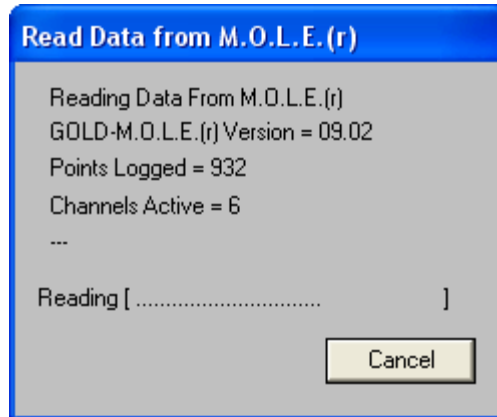 Read Data from M.O.L.E.(r)
Reading Data From M.O.L.E.(r)
GOLD-M.O.L.E.(r) Version = 09.02
Points Logged = 932
Channels Active = 6
---
Reading [ ............................... ]
Cancel